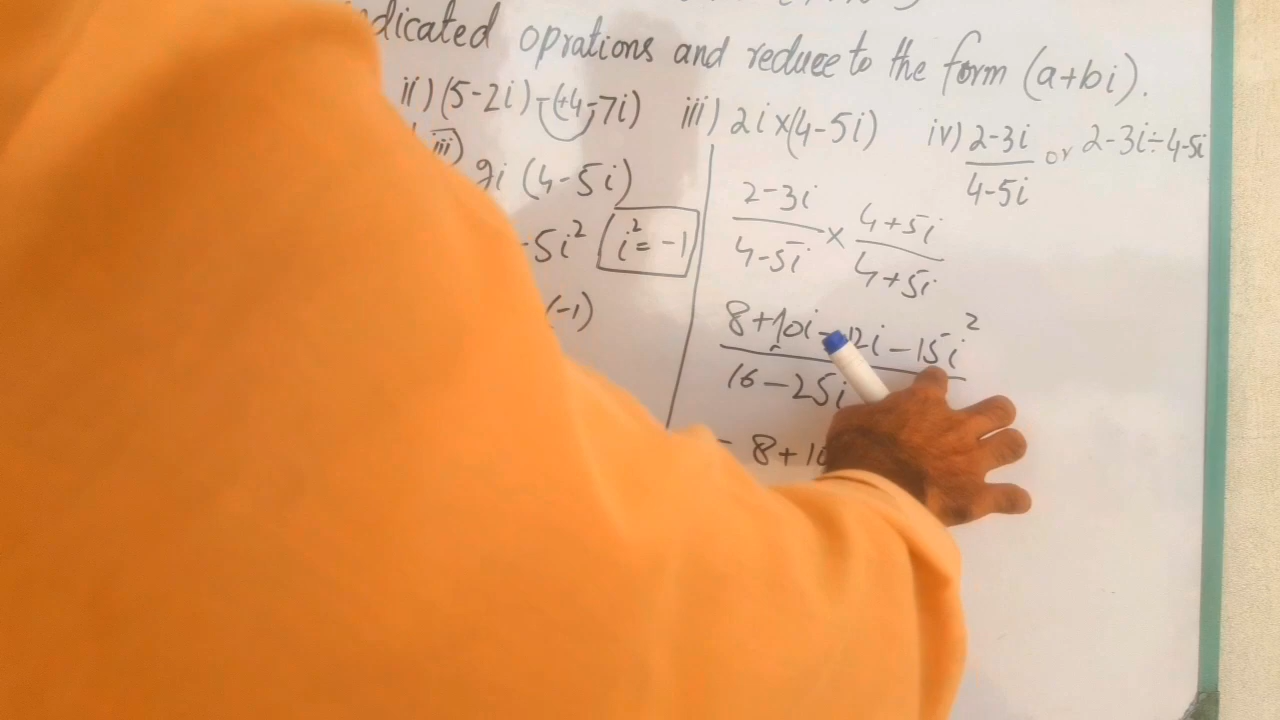 indicated oprations and reduce to the form (a+bi).
ii) (5-2i)-(+4-7i) iii) 2i×(4-5i) iv) 2-3i/4-5i or 2-3i÷4-5i
iii)
2i (4-5i)
-5i² i²=-1
(-1)
2-3i/4-5i × 4+5i/4+5i
8+10i-12i-15i²
16-25i
8+10